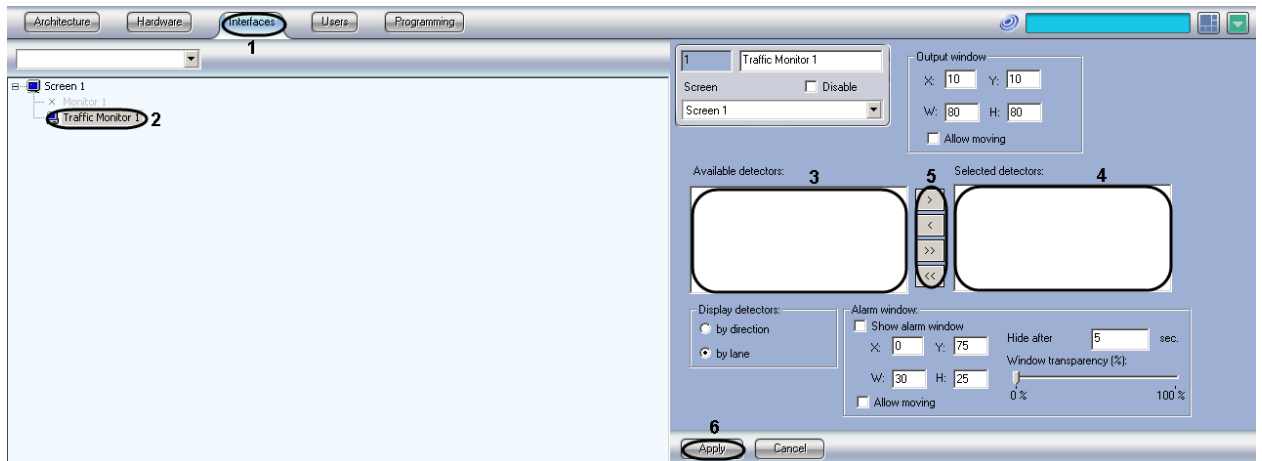 Architecture Hardware Interfaces Users Programming
1
Screen 1
Monitor 1
Traffic Monitor 1 2
1 Traffic Monitor 1
Screen Disable
Screen 1
Output window
X: 10 Y: 10
W: 80 H: 80
Allow moving
Available detectors: 3 5 Selected detectors: 4
>
<
>>
<<
Display detectors:
by direction
by lane
Alarm window:
Show alarm window
X: 0 Y: 75
W: 30 H: 25
Allow moving
Hide after 5 sec.
Window transparency (%):
0 % 100 %
6
Apply Cancel